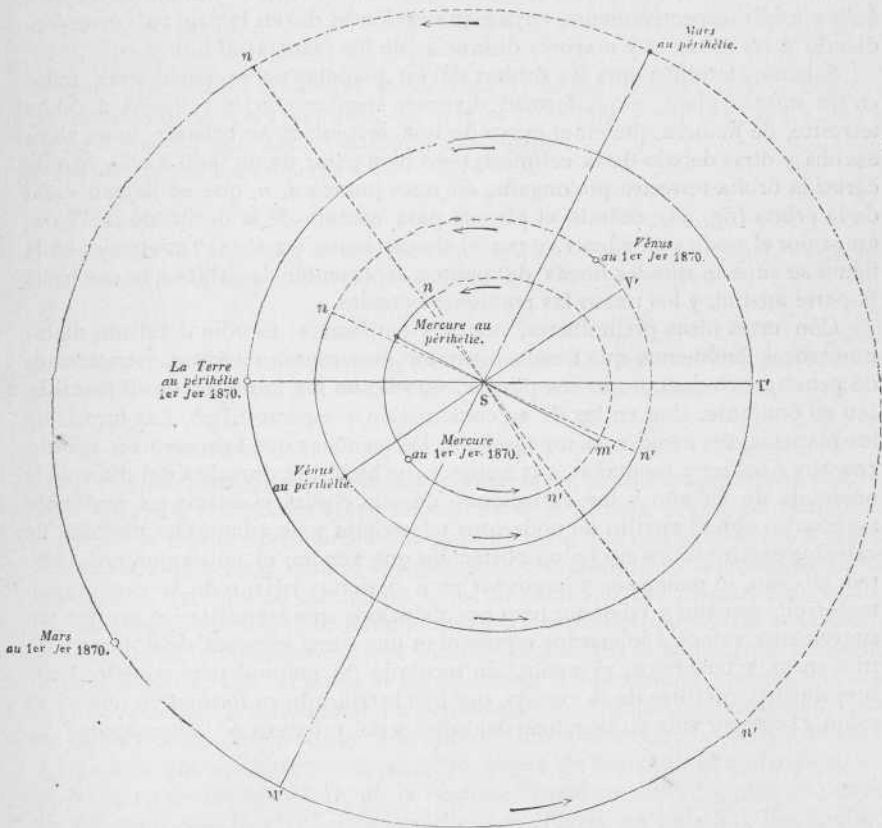 Mars
au périhélie.
n
Vénus
au 1er Jer 1870.
V'
n
n
Mercure au
périhélie.
La Terre
au périhélie
1er Jer 1870.
S
T'
Mercure
au 1er Jer 1870.
m'
n'
Vénus
au périhélie.
n'
Mars
au 1er Jer 1870.
n'
M'